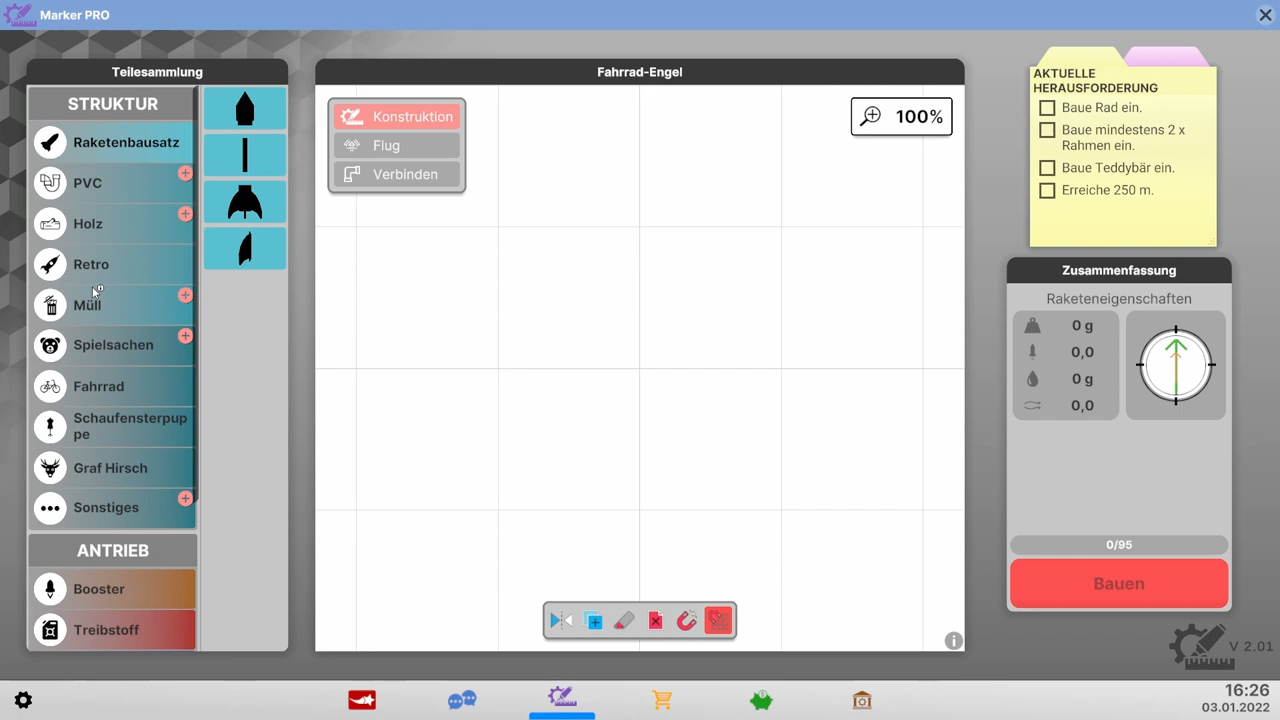 Marker PRO
Teilesammlung
STRUKTUR
Raketenbausatz
PVC
Holz
Retro
Müll
Spielsachen
Fahrrad
Schaufensterpup
pe
Graf Hirsch
Sonstiges
ANTRIEB
Booster
Treibstoff
Fahrrad-Engel
Konstruktion
Flug
Verbinden
100%
AKTUELLE
HERAUSFORDERUNG
Baue Rad ein.
Baue mindestens 2 x
Rahmen ein.
Baue Teddybär ein.
Erreiche 250 m.
Zusammenfassung
Raketeneigenschaften
0 g
0,0
0 g
0,0
0/95
Bauen
V 2.01
16:26
03.01.2022